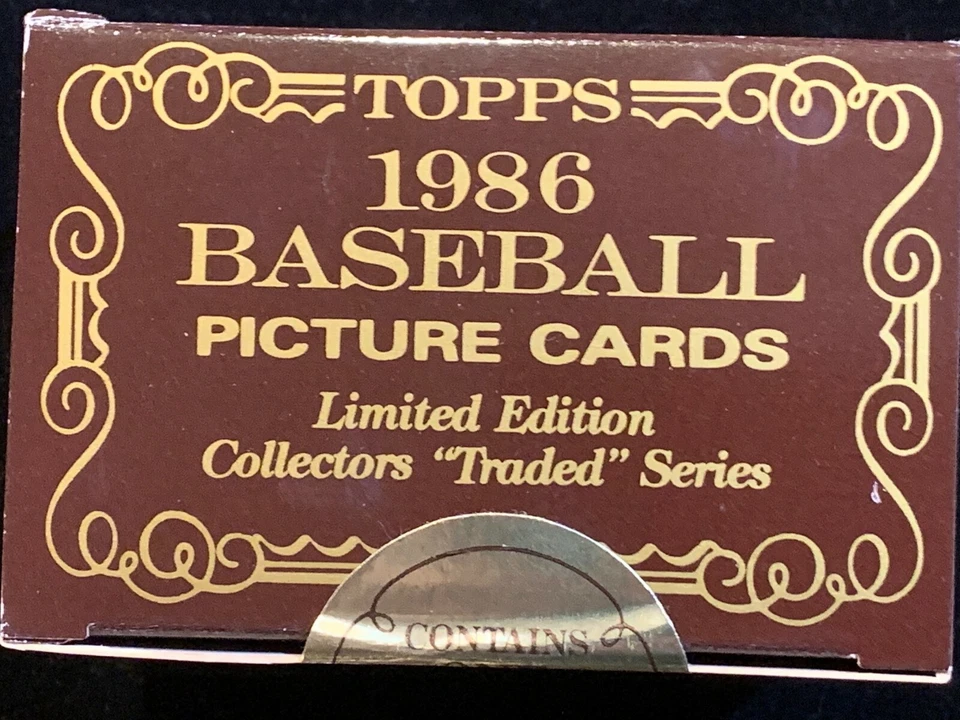 TOPPS
1986
BASEBALL
PICTURE CARDS
Limited Edition
Collectors "Traded" Series
CONTAINS